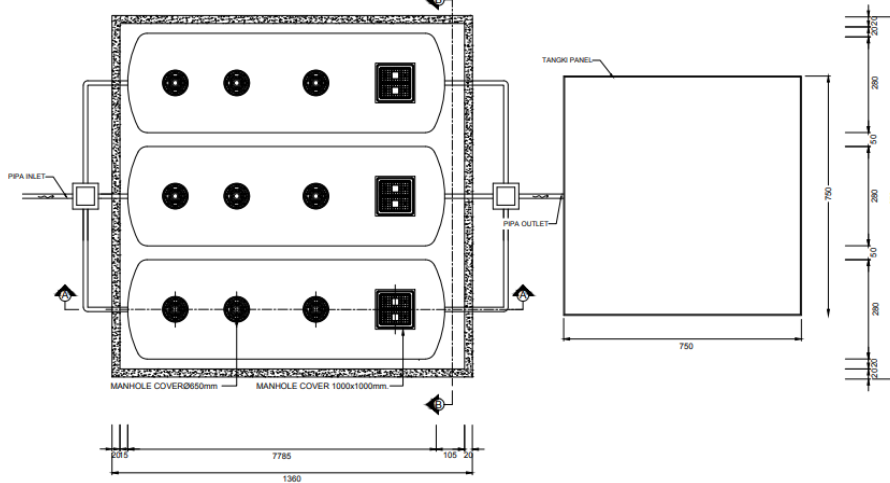 B
TANGKI PANEL
PIPA INLET
PIPA OUTLET
A
A
750
750
MANHOLE COVERØ650mm
MANHOLE COVER 1000x1000mm.
B
20
15
7785
105
20
1360
20
20
280
50
280
50
280
20
20